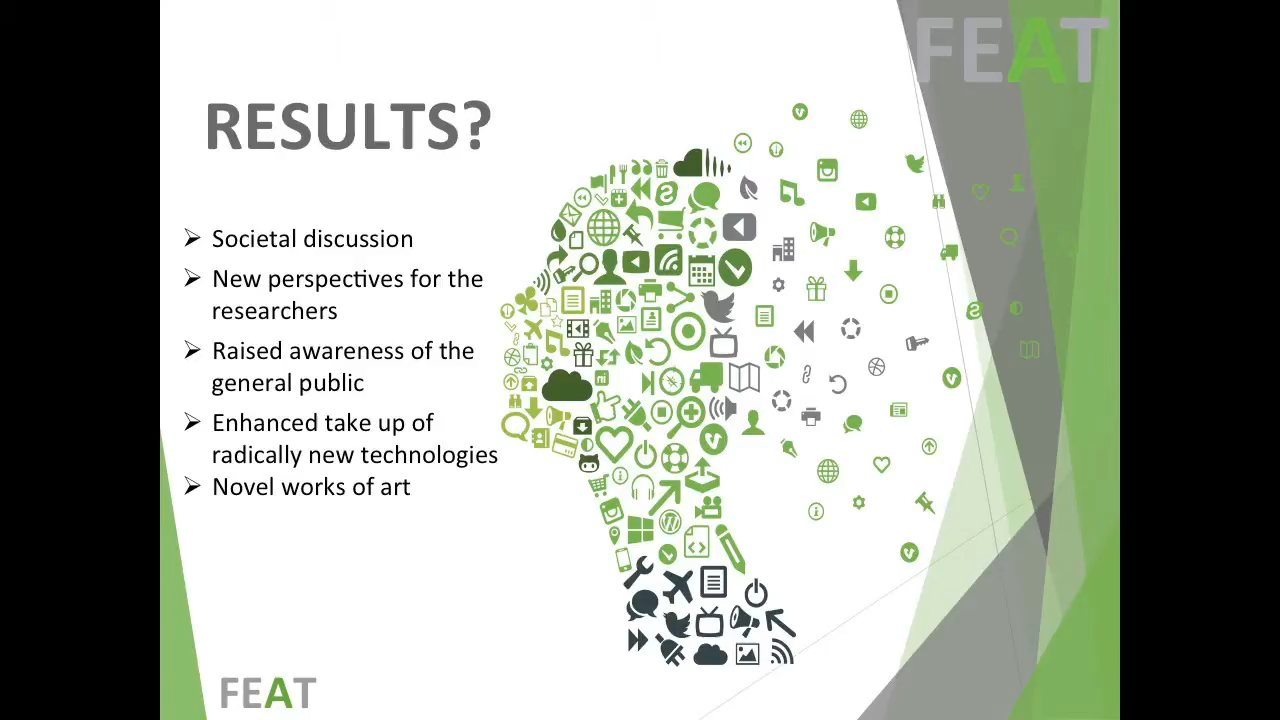 FEAT
RESULTS?
➢ Societal discussion
➢ New perspectives for the
researchers
➢ Raised awareness of the
general public
➢ Enhanced take up of
radically new technologies
➢ Novel works of art
FEAT